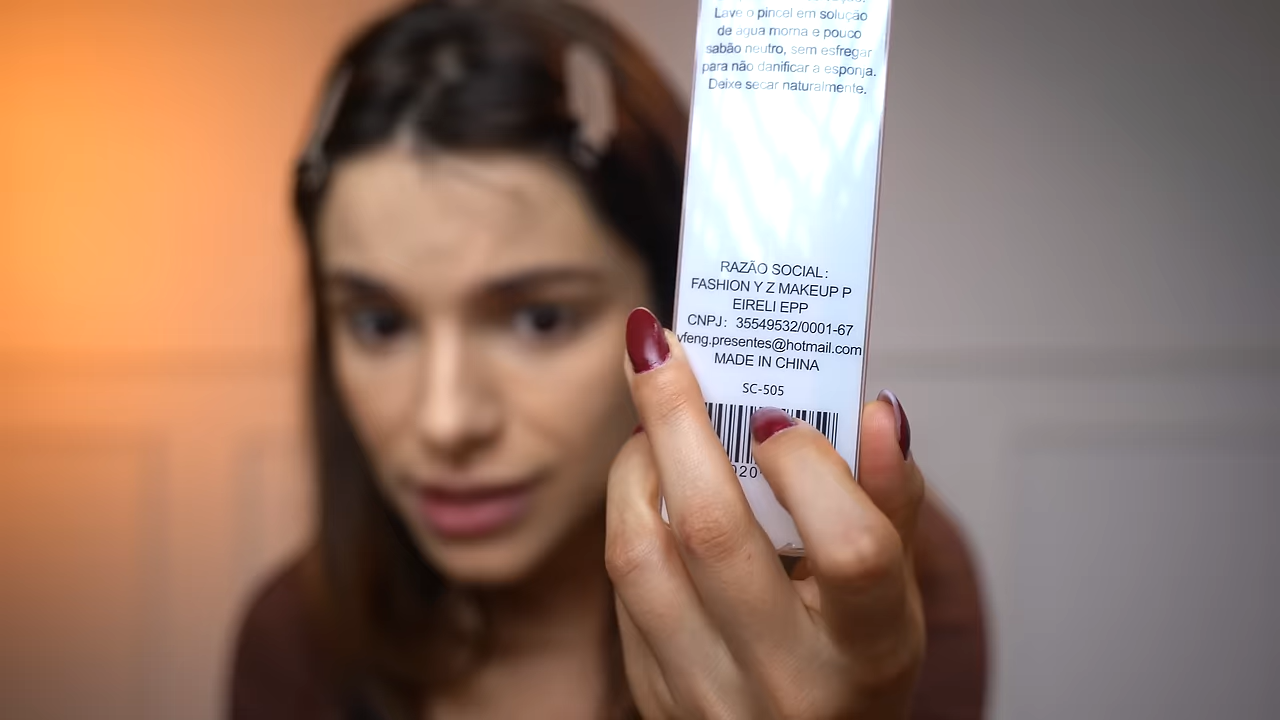 Lave o pincel em solução
de água morna e pouco
sabão neutro, sem esfregar
para não danificar a esponja.
Deixe secar naturalmente.
RAZÃO SOCIAL:
FASHION Y Z MAKEUP P
EIRELI EPP
CNPJ: 35549532/0001-67
yfeng.presentes@hotmail.com
MADE IN CHINA
SC-505